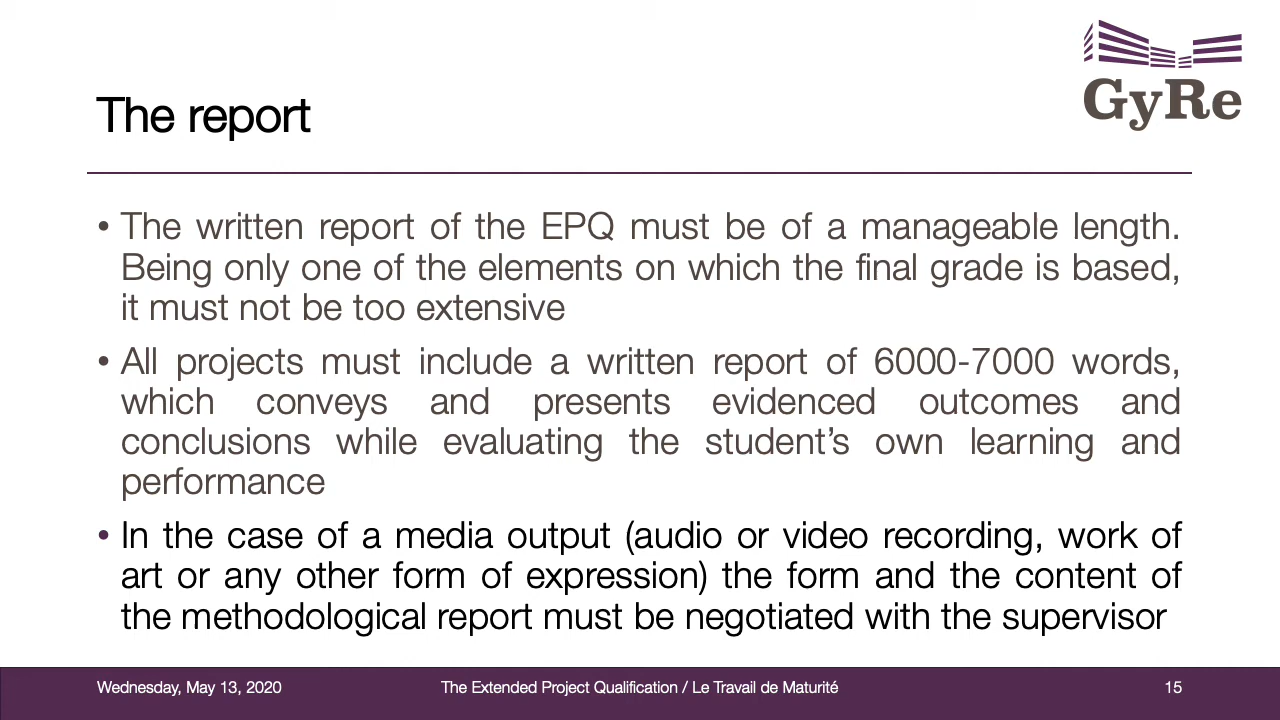 GyRe
The report
• The written report of the EPQ must be of a manageable length.
Being only one of the elements on which the final grade is based,
it must not be too extensive
• All projects must include a written report of 6000-7000 words,
which conveys and presents evidenced outcomes and
conclusions while evaluating the student’s own learning and
performance
• In the case of a media output (audio or video recording, work of
art or any other form of expression) the form and the content of
the methodological report must be negotiated with the supervisor
Wednesday, May 13, 2020
The Extended Project Qualification / Le Travail de Maturité
15